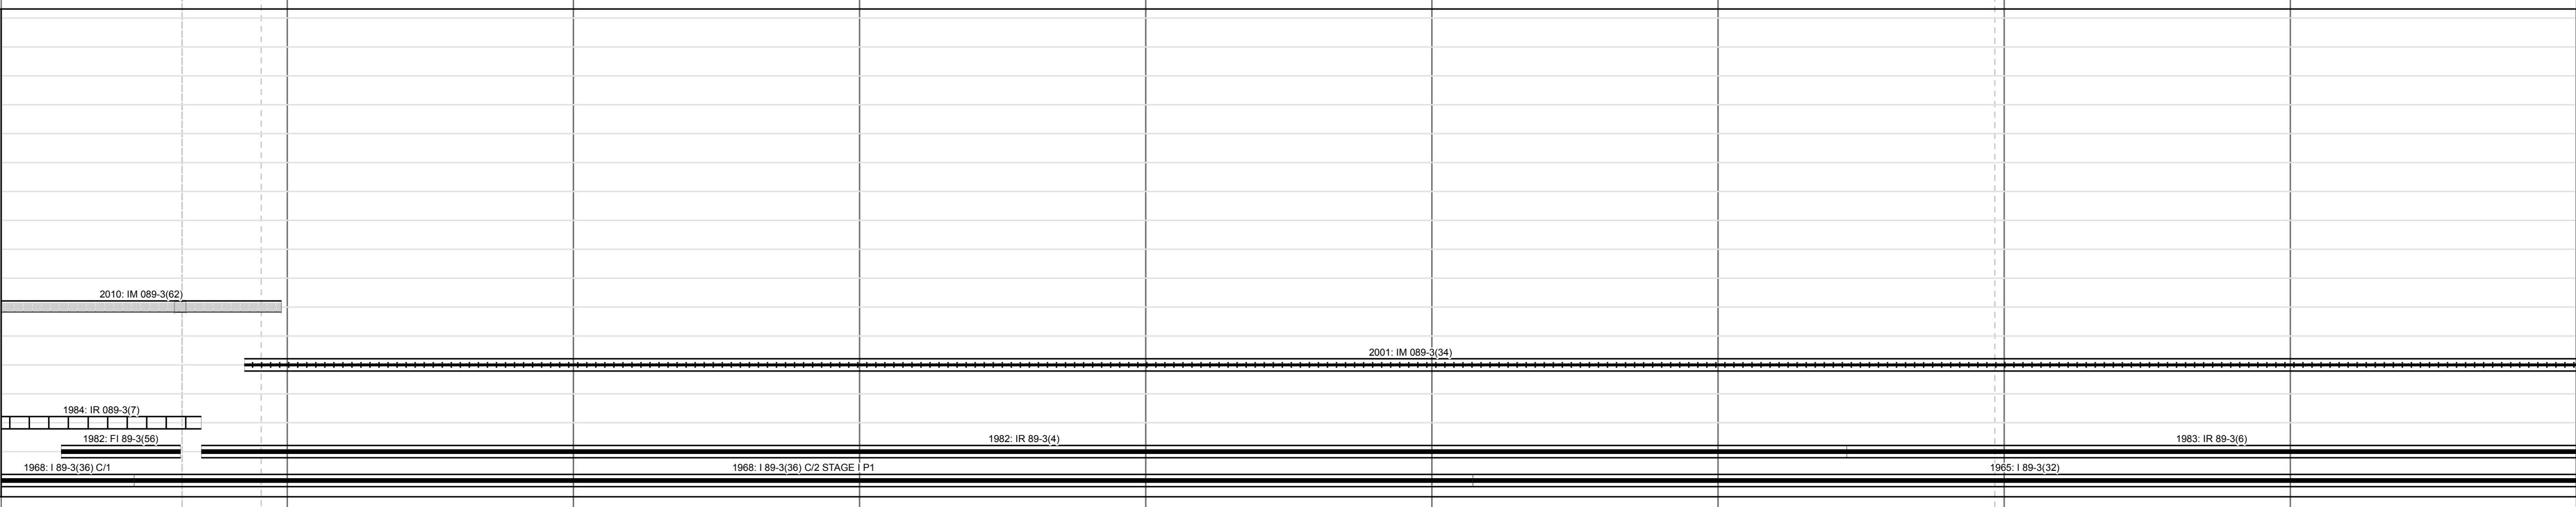 2010: IM 089-3(62)
2001: IM 089-3(34)
1984: IR 089-3(7)
1982: FI 89-3(56)
1982: IR 89-3(4)
1983: IR 89-3(6)
1968: I 89-3(36) C/1
1968: I 89-3(36) C/2 STAGE I P1
1965: I 89-3(32)